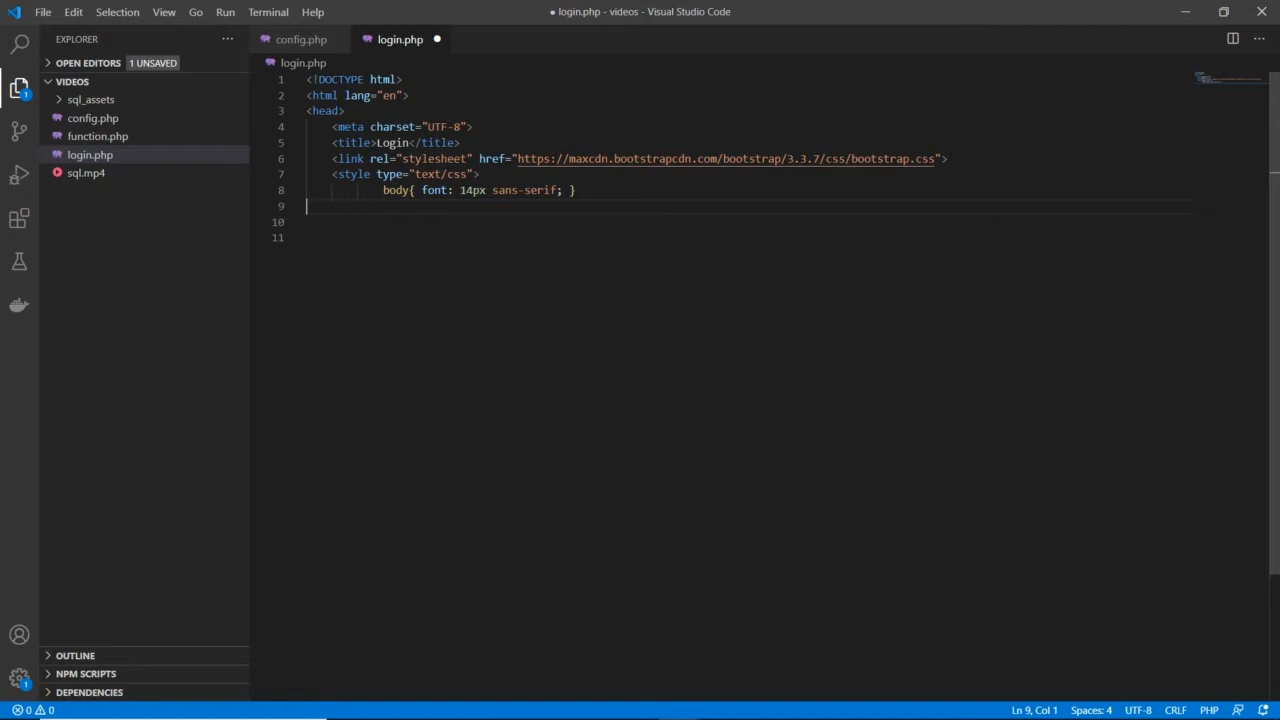 File Edit Selection View Go Run Terminal Help
● login.php - videos - Visual Studio Code
EXPLORER
OPEN EDITORS 1 UNSAVED
VIDEOS
sql_assets
config.php
function.php
login.php
sql.mp4
OUTLINE
NPM SCRIPTS
DEPENDENCIES
config.php login.php
login.php
1 <!DOCTYPE html>
2 <html lang="en">
3 <head>
4 <meta charset="UTF-8">
5 <title>Login</title>
6 <link rel="stylesheet" href="https://maxcdn.bootstrapcdn.com/bootstrap/3.3.7/css/bootstrap.css">
7 <style type="text/css">
8 body{ font: 14px sans-serif; }
9
10
11
1
1
0 0 Ln 9, Col 1 Spaces: 4 UTF-8 CRLF PHP